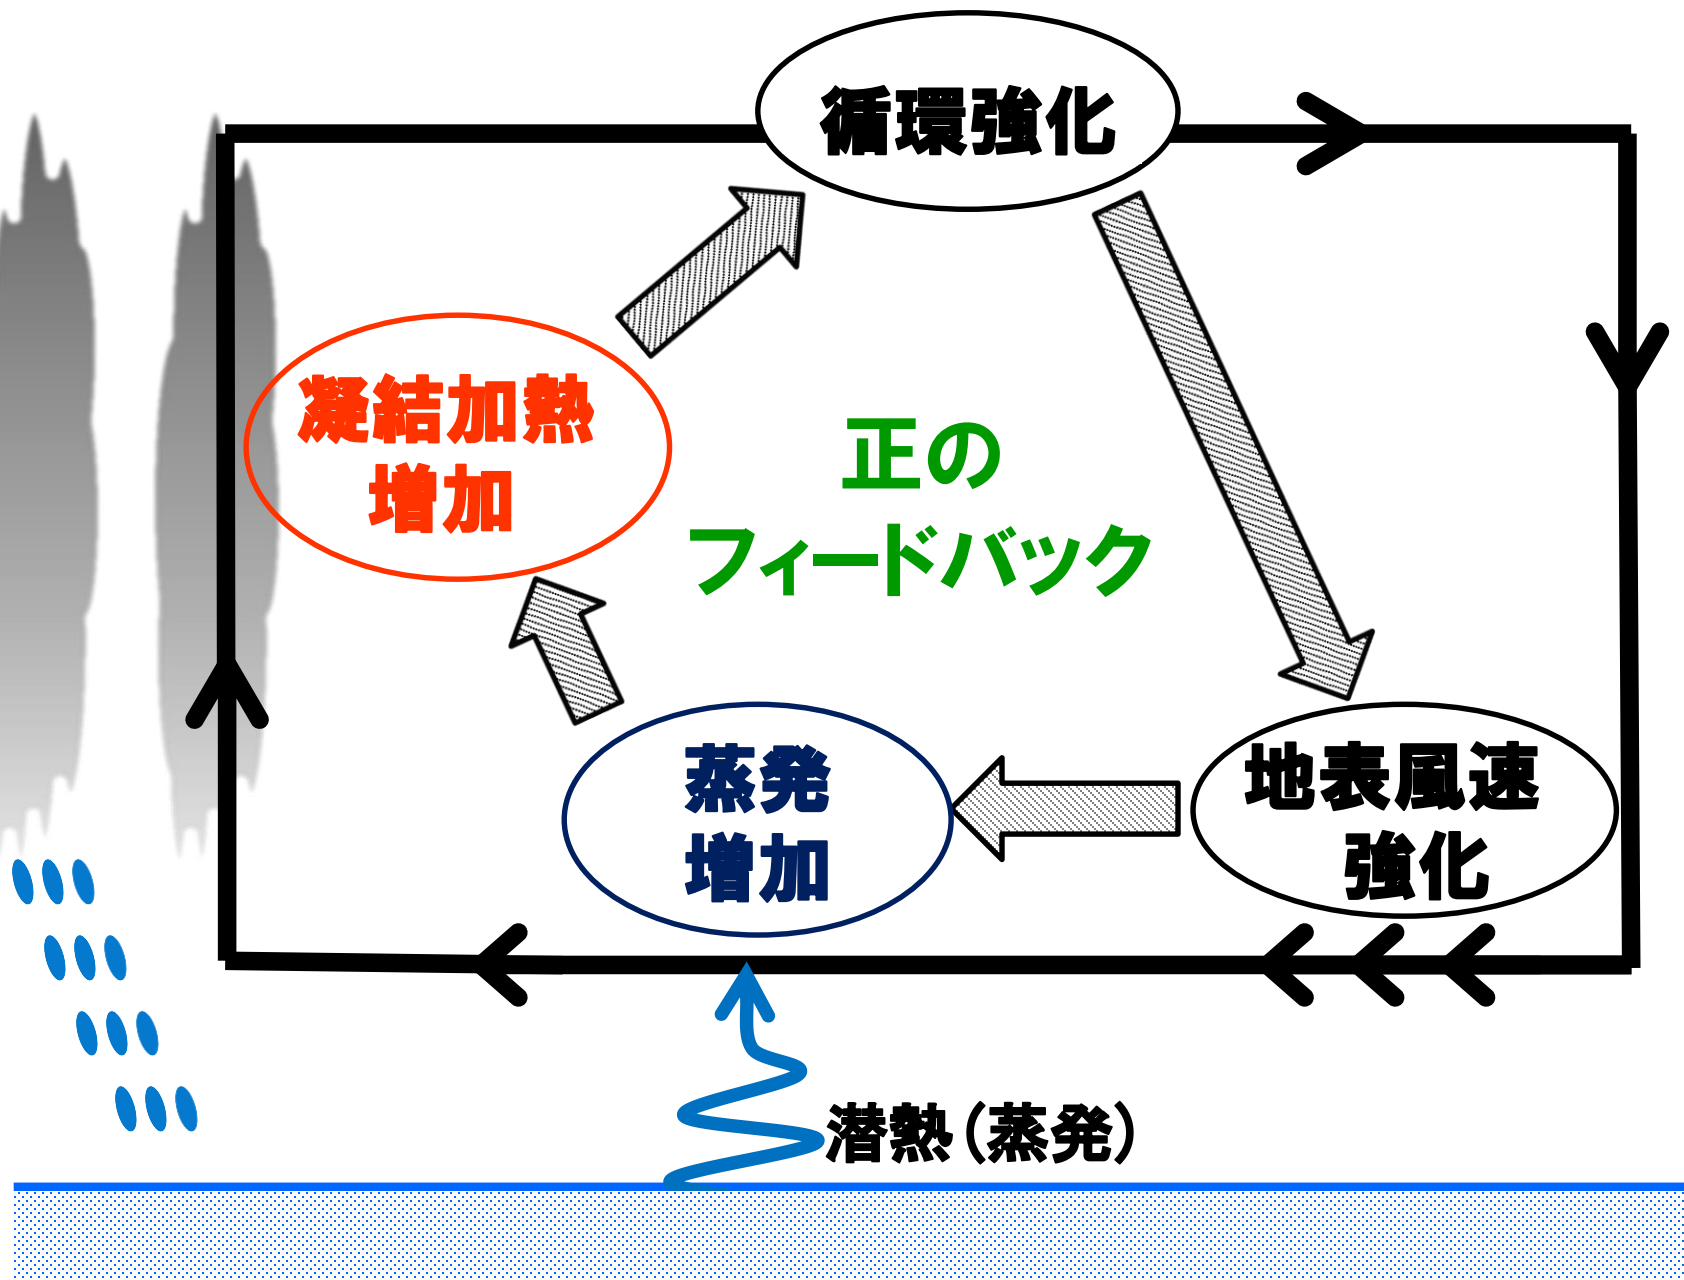 循環強化
凝結加熱
増加
正の
フィードバック
蒸発
増加
地表風速
強化
潜熱(蒸発)